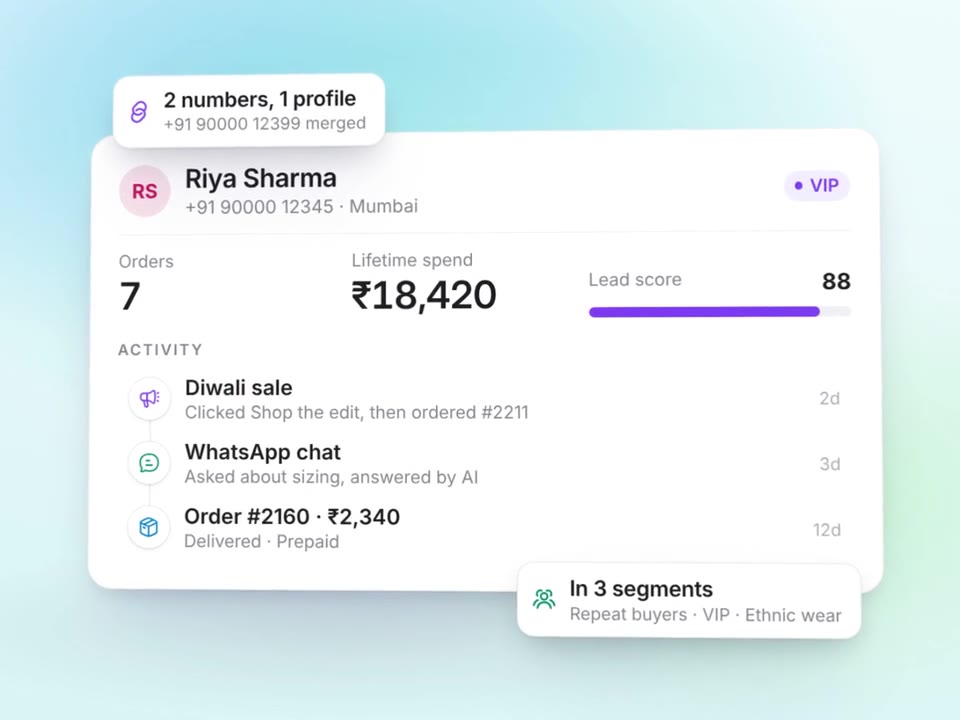 2 numbers, 1 profile
+91 90000 12399 merged
RS
Riya Sharma
+91 90000 12345 · Mumbai
VIP
Orders
7
Lifetime spend
₹18,420
Lead score
88
ACTIVITY
Diwali sale
Clicked Shop the edit, then ordered #2211
2d
WhatsApp chat
Asked about sizing, answered by AI
3d
Order #2160 · ₹2,340
Delivered · Prepaid
12d
In 3 segments
Repeat buyers · VIP · Ethnic wear